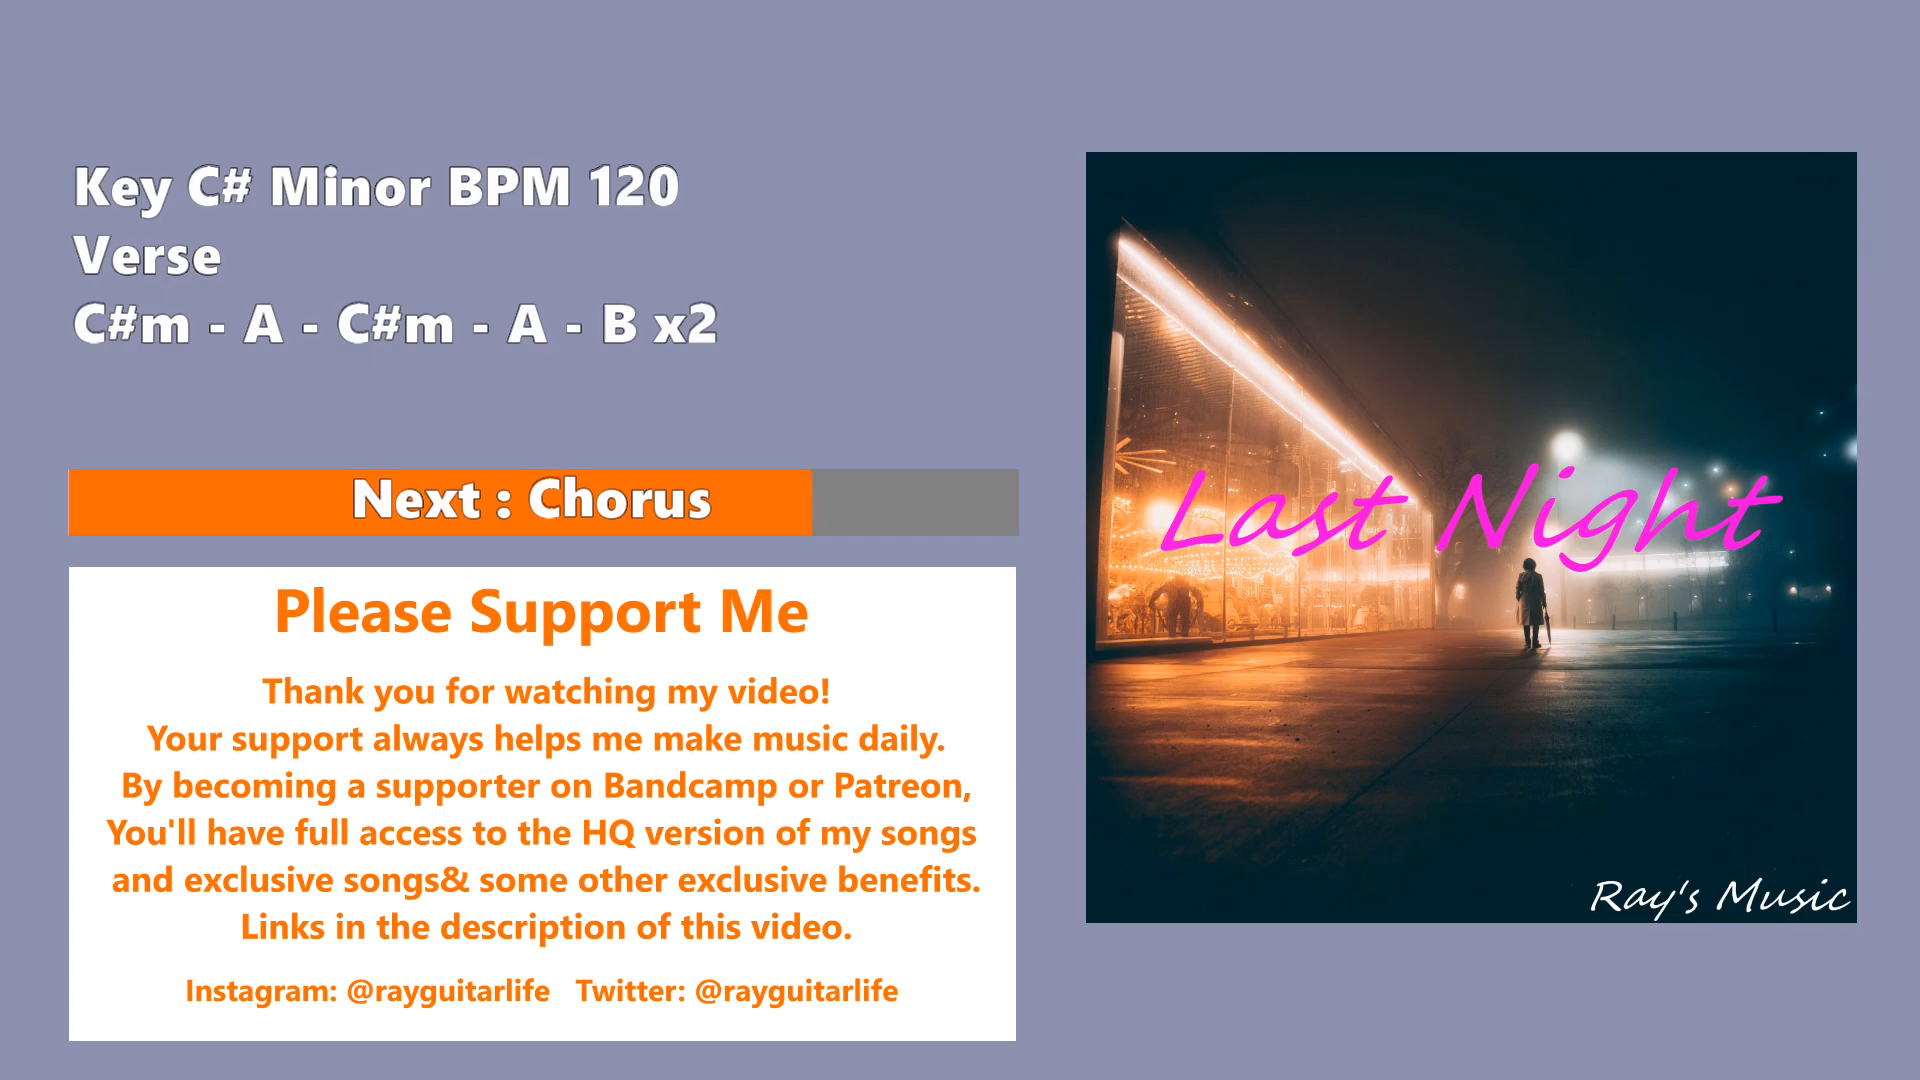 Key C# Minor BPM 120
Verse
C#m - A - C#m - A - B x2
Next : Chorus
Please Support Me
Thank you for watching my video!
Your support always helps me make music daily.
By becoming a supporter on Bandcamp or Patreon,
You'll have full access to the HQ version of my songs
and exclusive songs& some other exclusive benefits.
Links in the description of this video.
Instagram: @rayguitarlife Twitter: @rayguitarlife
Last Night
Ray's Music